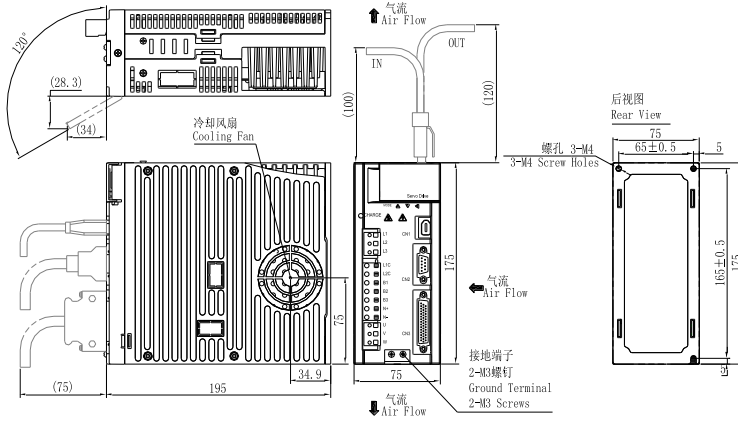 气流
Air Flow
120°
IN
OUT
(28.3)
(34)
(100)
(120)
冷却风扇
Cooling Fan
后视图
Rear View
75
65±0.5
5
螺孔 3-M4
3-M4 Screw Holes
Servo Drive
CHARGE
L1
L2
L3
L1C
L2C
B1
B2
B3
N+
N-
U
V
W
CN1
CN2
CN3
175
气流
Air Flow
165±0.5
175
75
34.9
(75)
195
75
接地端子
2-M3螺钉
Ground Terminal
2-M3 Screws
5
气流
Air Flow